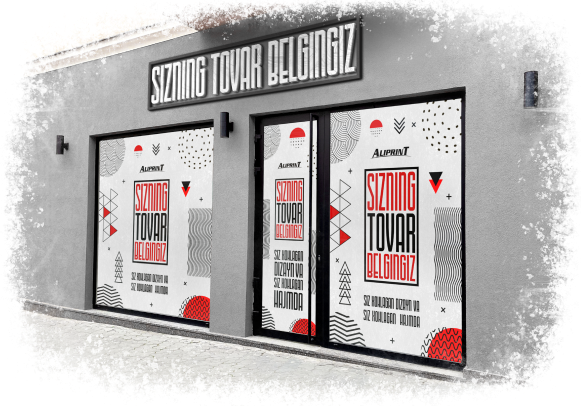 SIZNING TOVAR BELGINGIZ
ALIPRINT
SIZNING
TOVAR
BELGINGIZ
SIZ XOHLAGAN DIZAYN VA
SIZ XOHLAGAN HAJMDA
ALIPRINT
SIZNING
TOVAR
BELGINGIZ
SIZ XOHLAGAN
DIZAYN VA
SIZ XOHLAGAN
HAJMDA
ALIPRINT
SIZNING
TOVAR
BELGINGIZ
SIZ XOHLAGAN DIZAYN VA
SIZ XOHLAGAN HAJMDA